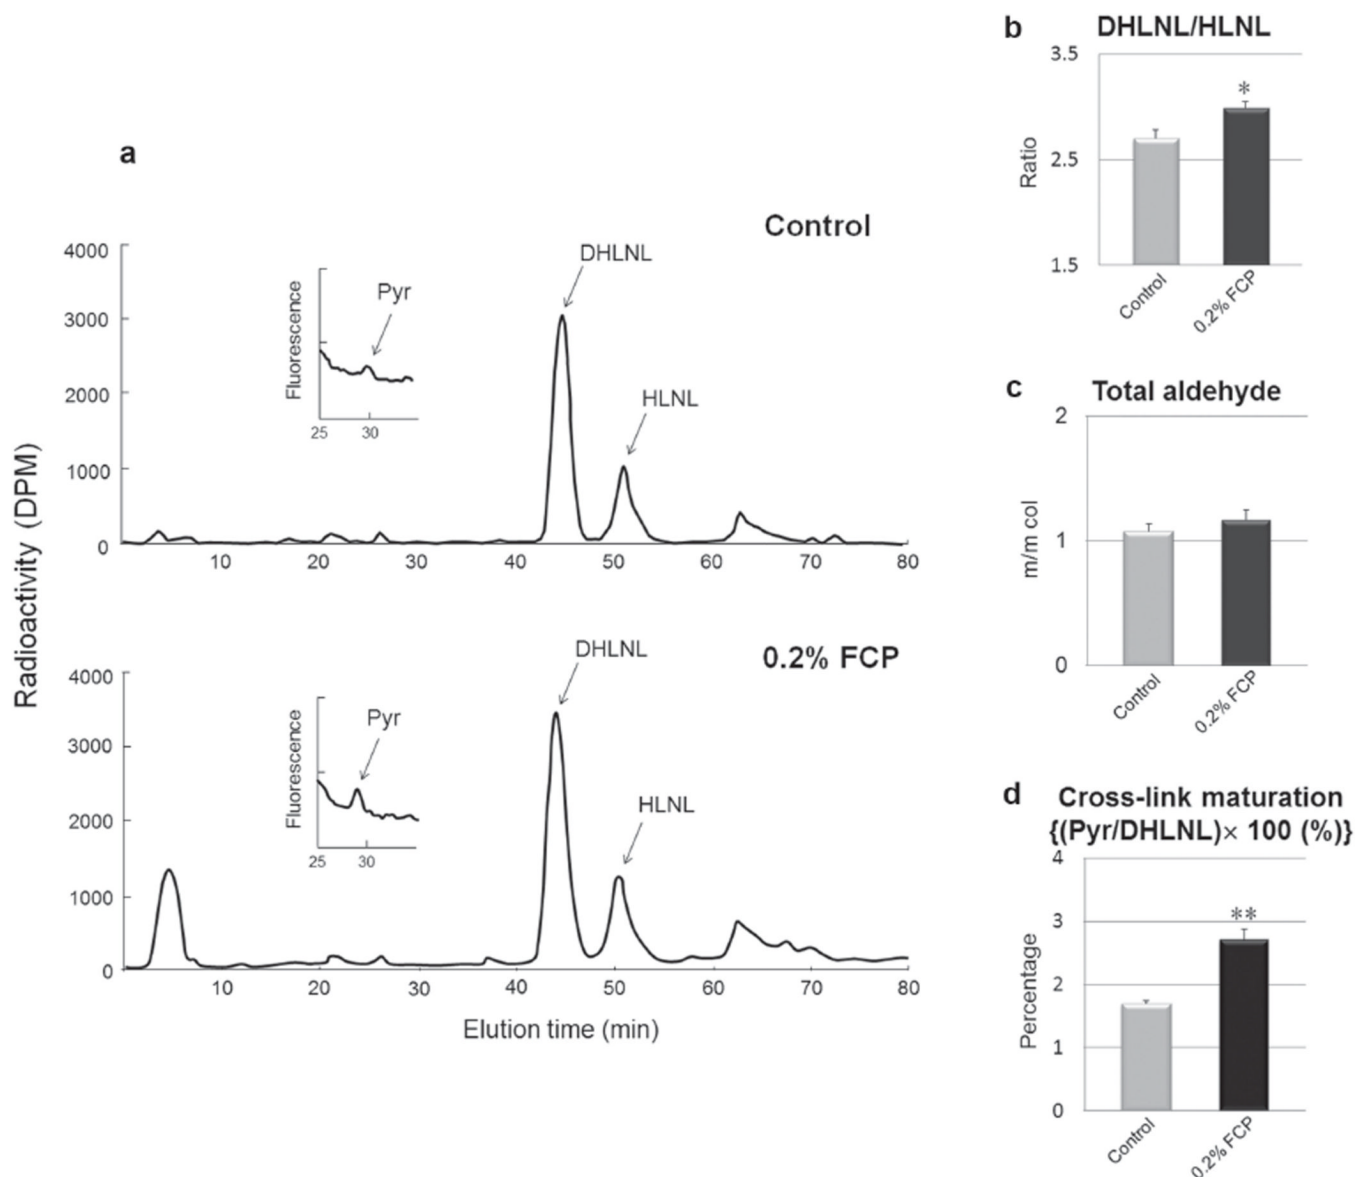 a
Radioactivity (DPM)
Control
4000
3000
2000
1000
0
DHLNL
HLNL
Fluorescence
Pyr
25 30
10 20 30 40 50 60 70 80
0.2% FCP
4000
3000
2000
1000
0
DHLNL
HLNL
Fluorescence
Pyr
25 30
10 20 30 40 50 60 70 80
Elution time (min)
b DHLNL/HLNL
3.5
2.5
1.5
Ratio
*
Control 0.2% FCP
c Total aldehyde
2
1
0
m/m col
Control 0.2% FCP
d Cross-link maturation
{(Pyr/DHLNL)× 100 (%)}
4
3
2
1
0
Percentage
**
Control 0.2% FCP